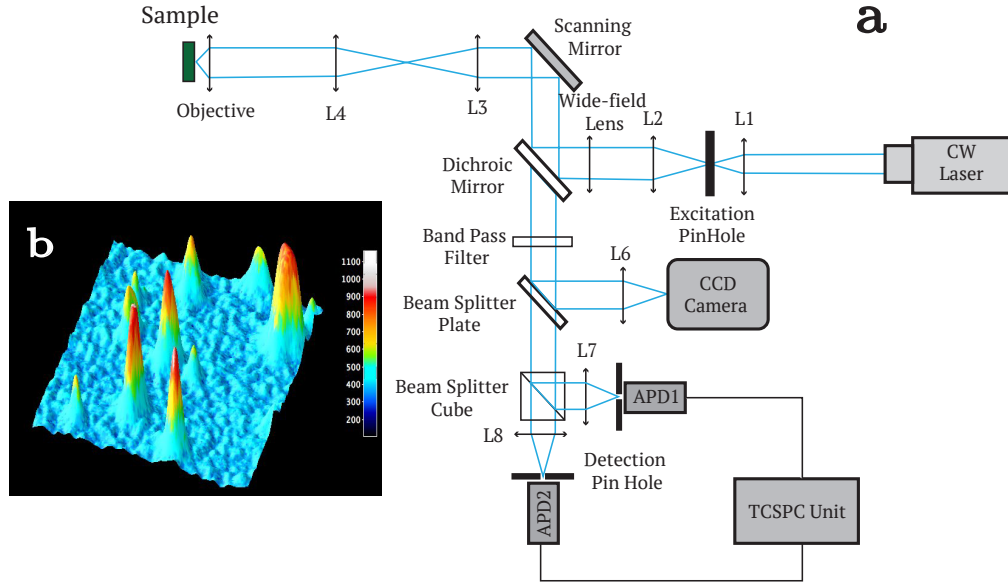 a
Sample
Scanning
Mirror
Objective
L4
L3
Wide-field
Lens
L2
L1
CW
Laser
Dichroic
Mirror
Excitation
PinHole
b
1100
1000
900
800
700
600
500
400
300
200
Band Pass
Filter
L6
CCD
Camera
Beam Splitter
Plate
L7
Beam Splitter
Cube
APD1
L8
Detection
Pin Hole
APD2
TCSPC Unit